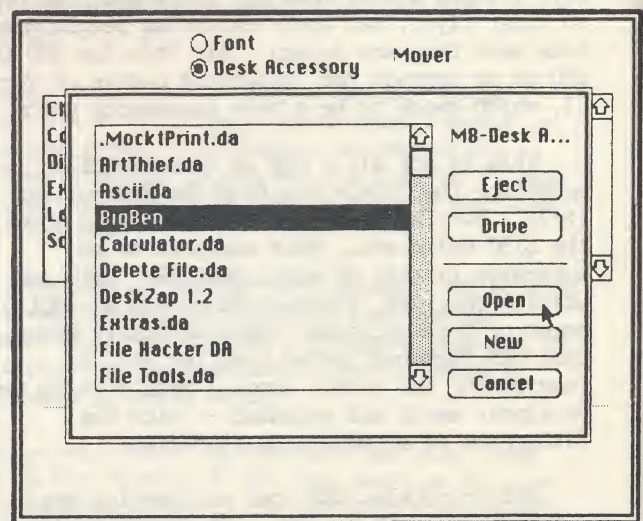 Font
Desk Accessory
Mover
.MocktPrint.da
ArtThief.da
Ascii.da
BigBen
Calculator.da
Delete File.da
DeskZap 1.2
Extras.da
File Hacker DA
File Tools.da
M8-Desk A...
Eject
Drive
Open
New
Cancel